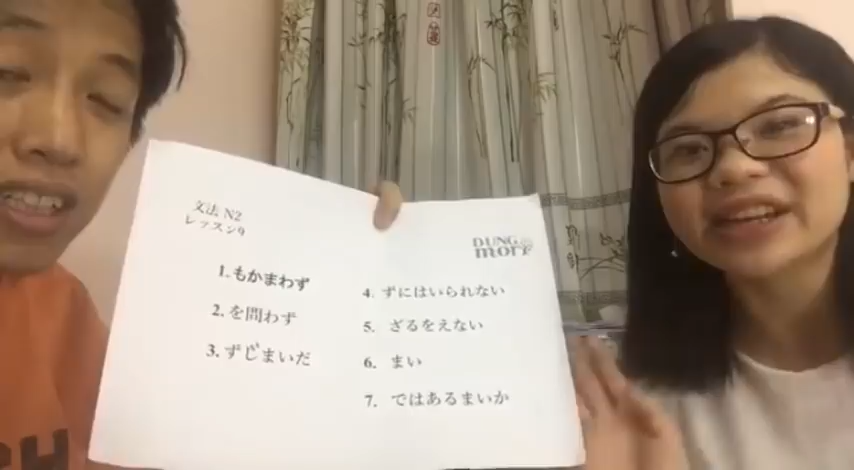 文法 N2
レッスン9
DUNG
mori
1. もかまわず
2. を問わず
3. ずじまいだ
4. ずにはいられない
5. ざるをえない
6. まい
7. ではあるまいか
SH